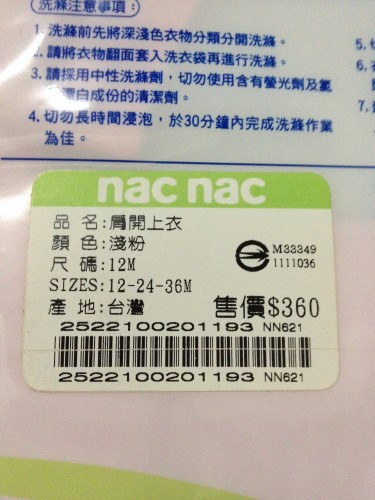 洗滌注意事項：
1. 洗滌前先將深淺色衣物分類分開洗滌。
2. 請將衣物翻面套入洗衣袋再進行洗滌。
3. 請採用中性洗滌劑，切勿使用含有螢光劑及氯
漂白成份的清潔劑。
4. 切勿長時間浸泡，於30分鐘內完成洗滌作業
為佳。
5.
6.
7.
nac nac
品 名:肩開上衣
顏 色:淺粉
尺 碼:12M
SIZES:12-24-36M
產 地:台灣
M33349
1111036
售價$360
2522100201193 NN621
2522100201193 NN621